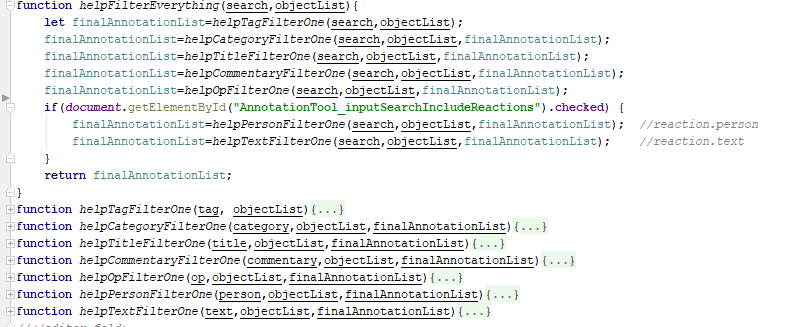 function helpFilterEverything(search,objectList){
    let finalAnnotationList=helpTagFilterOne(search,objectList);
    finalAnnotationList=helpCategoryFilterOne(search,objectList,finalAnnotationList);
    finalAnnotationList=helpTitleFilterOne(search,objectList,finalAnnotationList);
    finalAnnotationList=helpCommentaryFilterOne(search,objectList,finalAnnotationList);
    finalAnnotationList=helpOpFilterOne(search,objectList,finalAnnotationList);
    if(document.getElementById("AnnotationTool_inputSearchIncludeReactions").checked) {
        finalAnnotationList=helpPersonFilterOne(search,objectList,finalAnnotationList);  //reaction.person
        finalAnnotationList=helpTextFilterOne(search,objectList,finalAnnotationList);    //reaction.text
    }
    return finalAnnotationList;
}
function helpTagFilterOne(tag, objectList){...}
function helpCategoryFilterOne(category,objectList,finalAnnotationList){...}
function helpTitleFilterOne(title,objectList,finalAnnotationList){...}
function helpCommentaryFilterOne(commentary,objectList,finalAnnotationList){...}
function helpOpFilterOne(op,objectList,finalAnnotationList){...}
function helpPersonFilterOne(person,objectList,finalAnnotationList){...}
function helpTextFilterOne(text,objectList,finalAnnotationList){...}